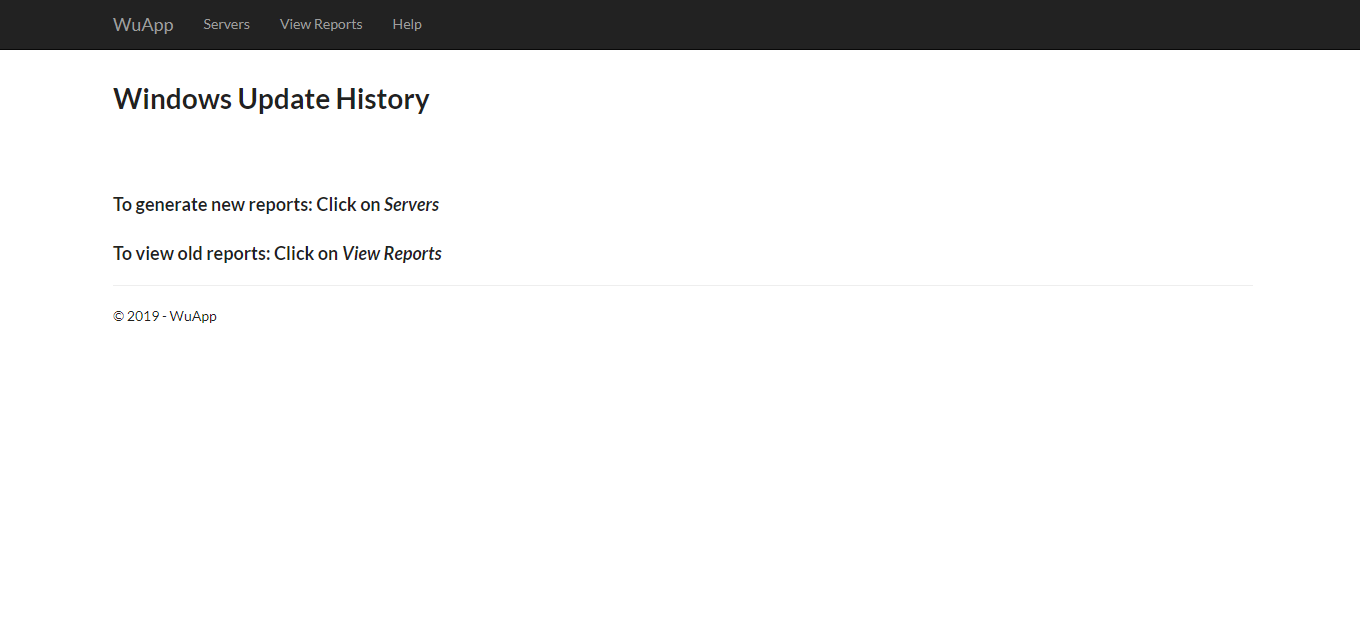 WuApp Servers View Reports Help
Windows Update History
To generate new reports: Click on Servers
To view old reports: Click on View Reports
© 2019 - WuApp